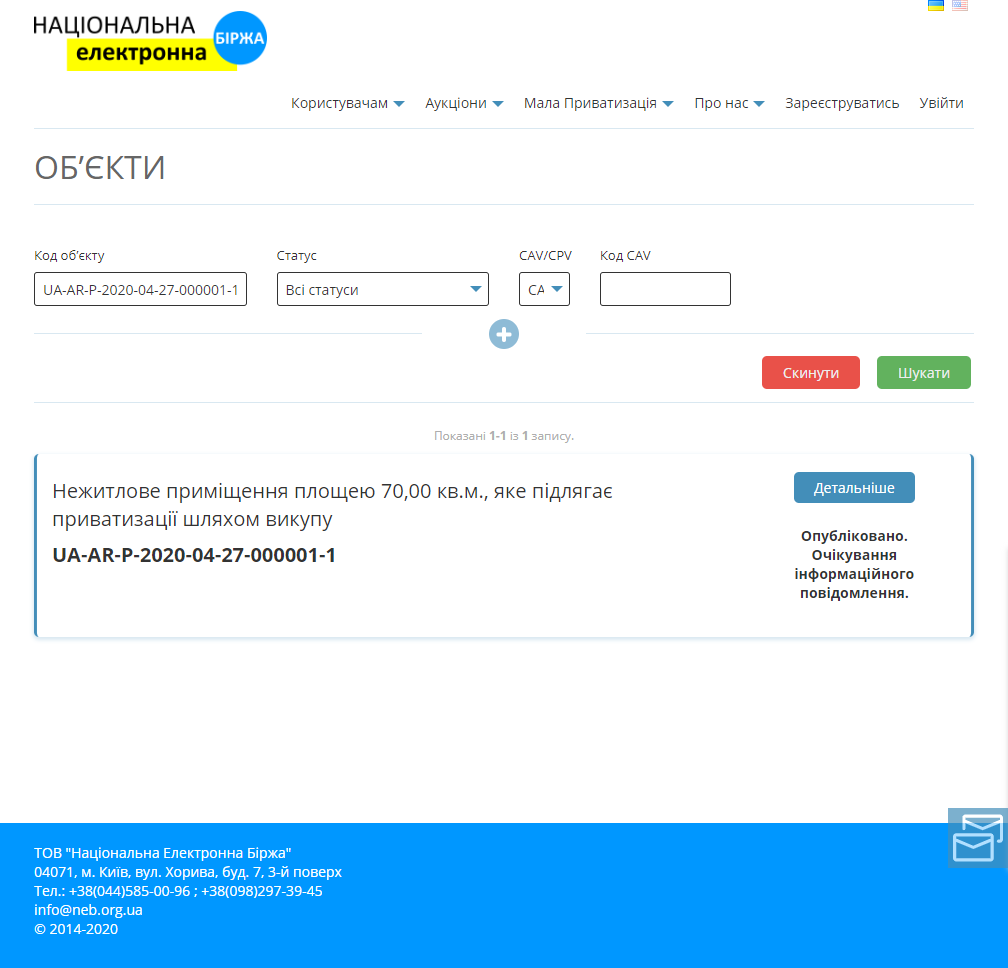 НАЦІОНАЛЬНА
електронна
БІРЖА
Користувачам Аукціони Мала Приватизація Про нас Зареєструватись Увійти
ОБ’ЄКТИ
Код об'єкту Статус CAV/CPV Код CAV
UA-AR-P-2020-04-27-000001-1 Всі статуси CA
Скинути Шукати
Показані 1-1 із 1 запису.
Нежитлове приміщення площею 70,00 кв.м., яке підлягає
приватизації шляхом викупу
UA-AR-P-2020-04-27-000001-1
Детальніше
Опубліковано.
Очікування
інформаційного
повідомлення.
ТОВ "Національна Електронна Біржа"
04071, м. Київ, вул. Хорива, буд. 7, 3-й поверх
Тел.: +38(044)585-00-96 ; +38(098)297-39-45
info@neb.org.ua
© 2014-2020